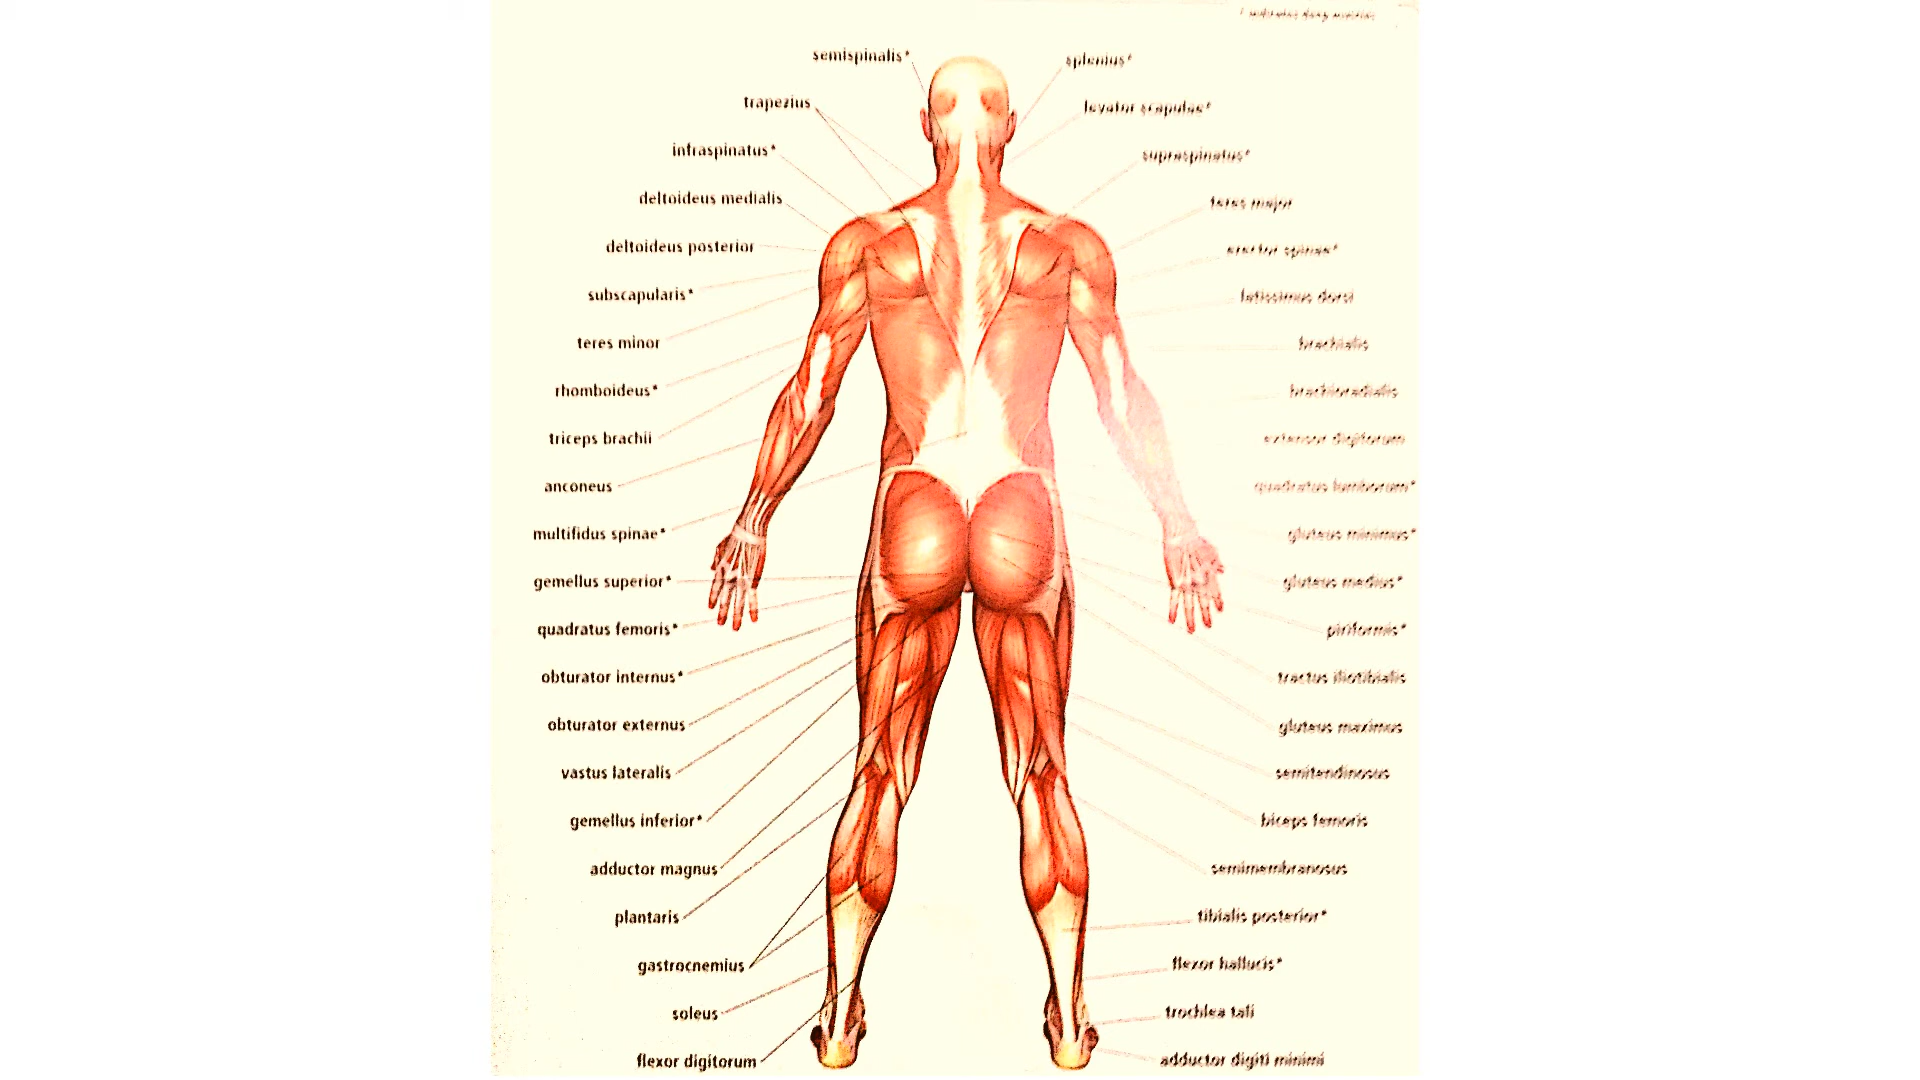 * indicates deep muscles
semispinalis*
trapezius
infraspinatus*
deltoideus medialis
deltoideus posterior
subscapularis*
teres minor
rhomboideus*
triceps brachii
anconeus
multifidus spinae*
gemellus superior*
quadratus femoris*
obturator internus*
obturator externus
vastus lateralis
gemellus inferior*
adductor magnus
plantaris
gastrocnemius
soleus
flexor digitorum
splenius*
levator scapulae*
supraspinatus*
teres major
erector spinae*
latissimus dorsi
brachialis
brachioradialis
extensor digitorum
quadratus lumborum*
gluteus minimus*
gluteus medius*
piriformis*
tractus iliotibialis
gluteus maximus
semitendinosus
biceps femoris
semimembranosus
tibialis posterior*
flexor hallucis*
trochlea tali
adductor digiti minimi